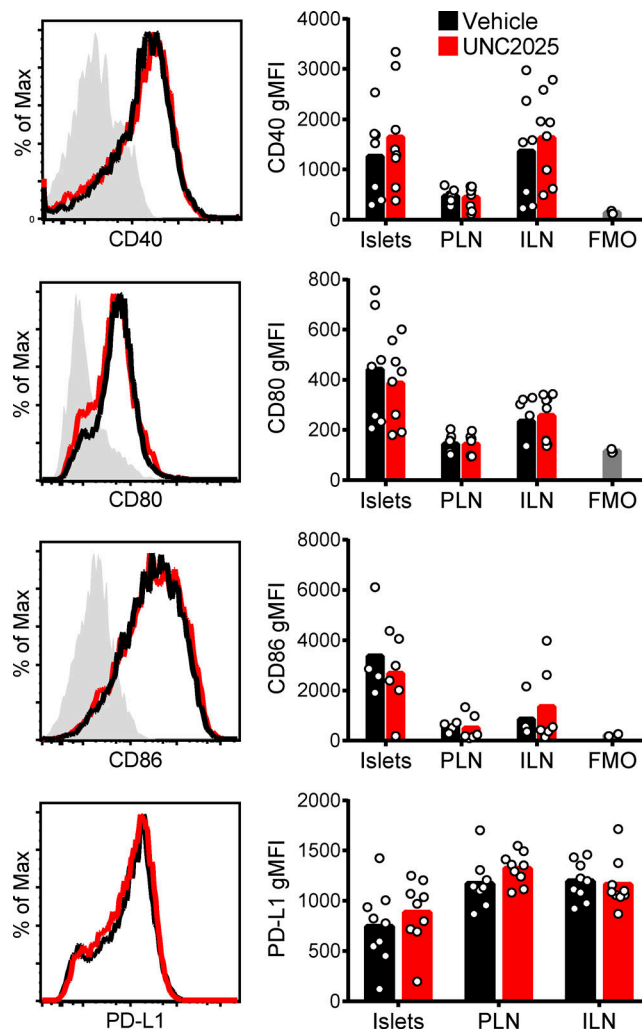 % of Max
0
CD40
Vehicle
UNC2025
CD40 gMFI
4000
3000
2000
1000
0
Islets PLN ILN FMO
% of Max
CD80
CD80 gMFI
800
600
400
200
0
Islets PLN ILN FMO
% of Max
CD86
CD86 gMFI
8000
6000
4000
2000
0
Islets PLN ILN FMO
% of Max
PD-L1
PD-L1 gMFI
2000
1500
1000
500
0
Islets PLN ILN